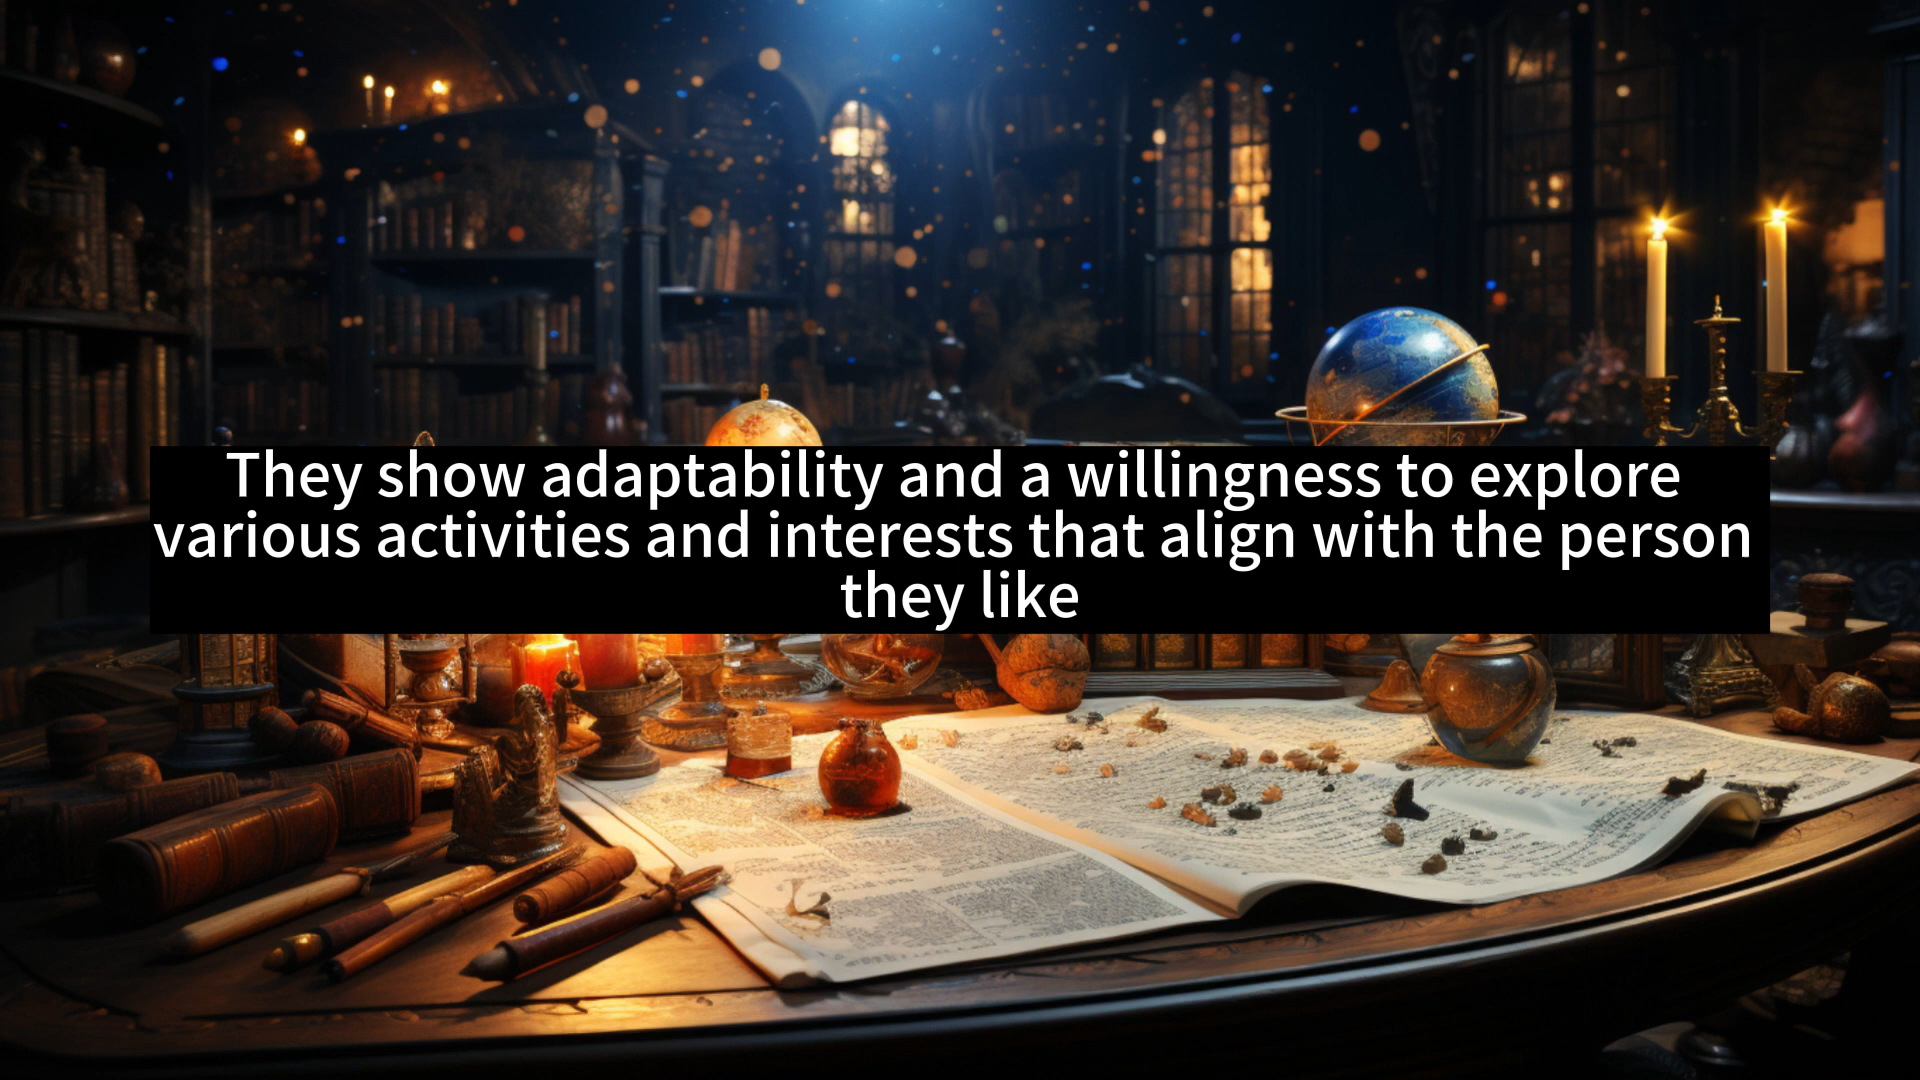 They show adaptability and a willingness to explore
various activities and interests that align with the person
they like